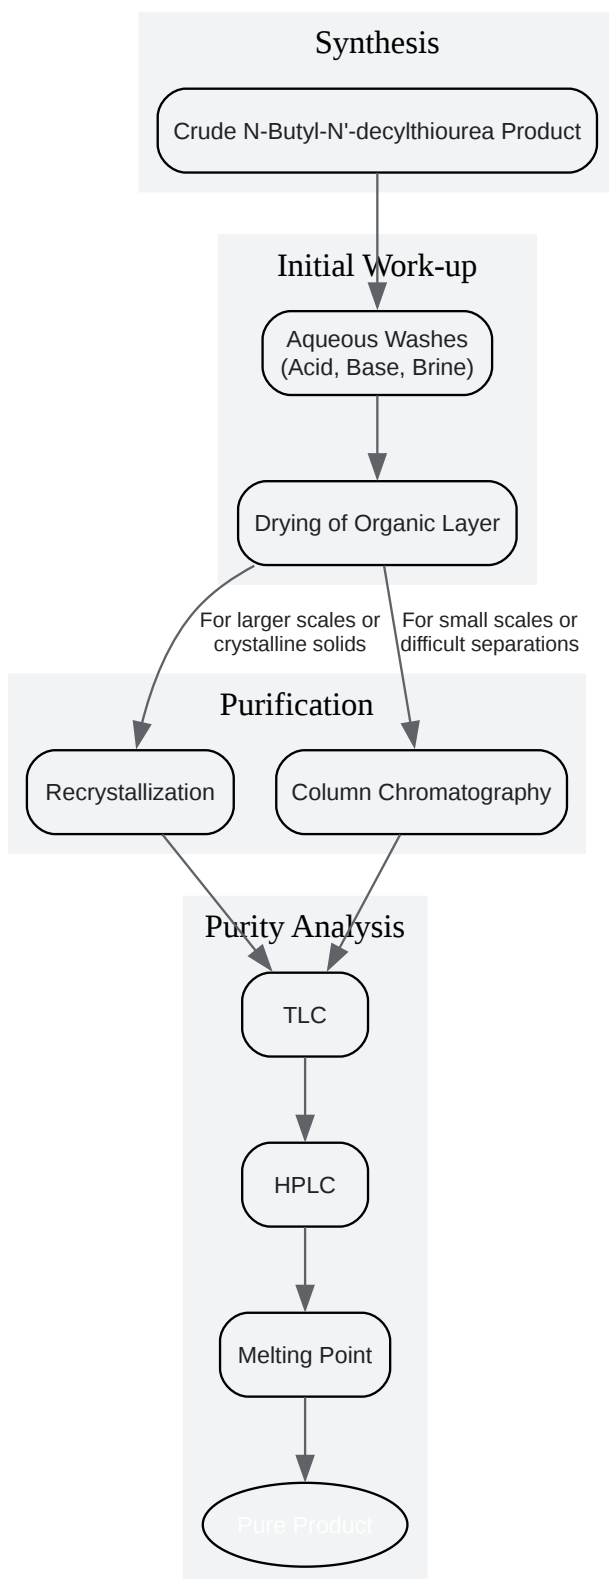 Synthesis
Crude N-Butyl-N'-decylthiourea Product
Initial Work-up
Aqueous Washes
(Acid, Base, Brine)
Drying of Organic Layer
For larger scales or
crystalline solids
For small scales or
difficult separations
Purification
Recrystallization
Column Chromatography
Purity Analysis
TLC
HPLC
Melting Point
Pure Product